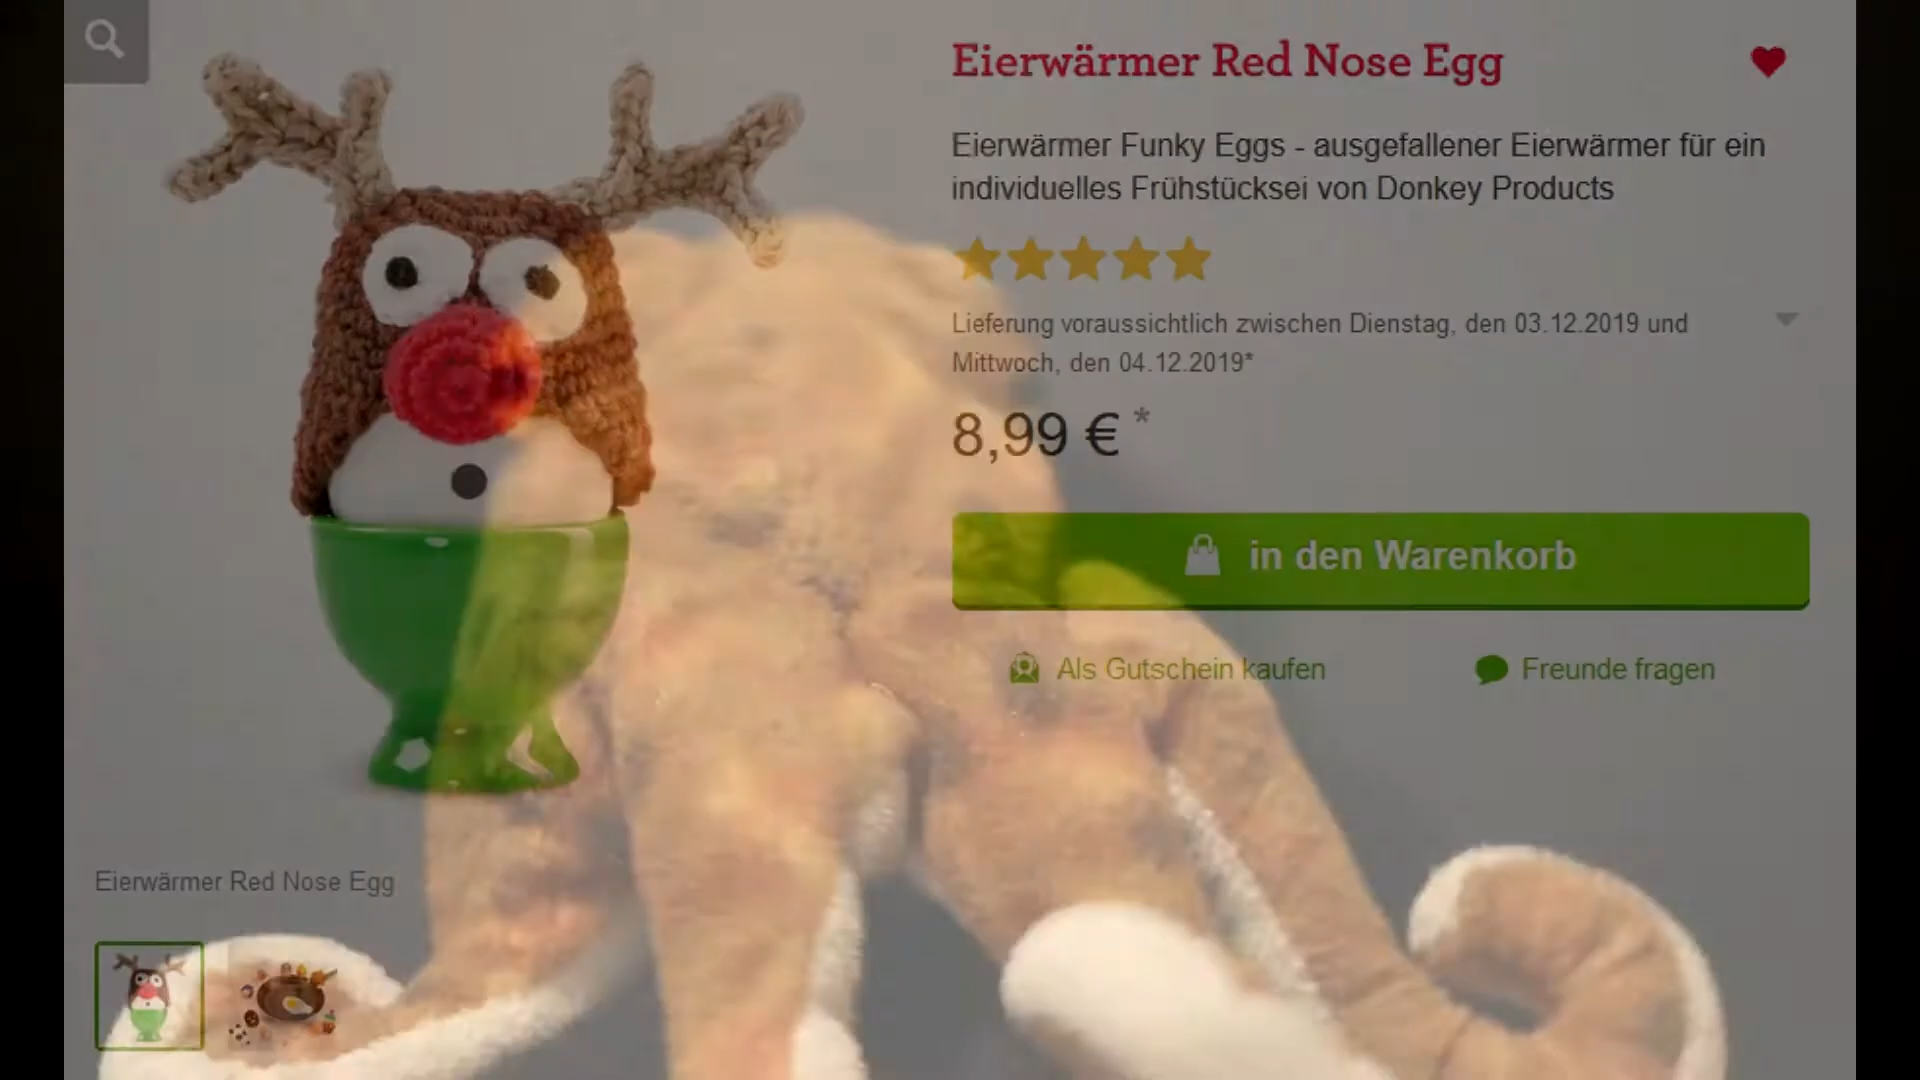 Eierwärmer Red Nose Egg
Eierwärmer Funky Eggs - ausgefallener Eierwärmer für ein
individuelles Frühstücksei von Donkey Products
Lieferung voraussichtlich zwischen Dienstag, den 03.12.2019 und
Mittwoch, den 04.12.2019*
8,99 € *
in den Warenkorb
Als Gutschein kaufen
Freunde fragen
Eierwärmer Red Nose Egg